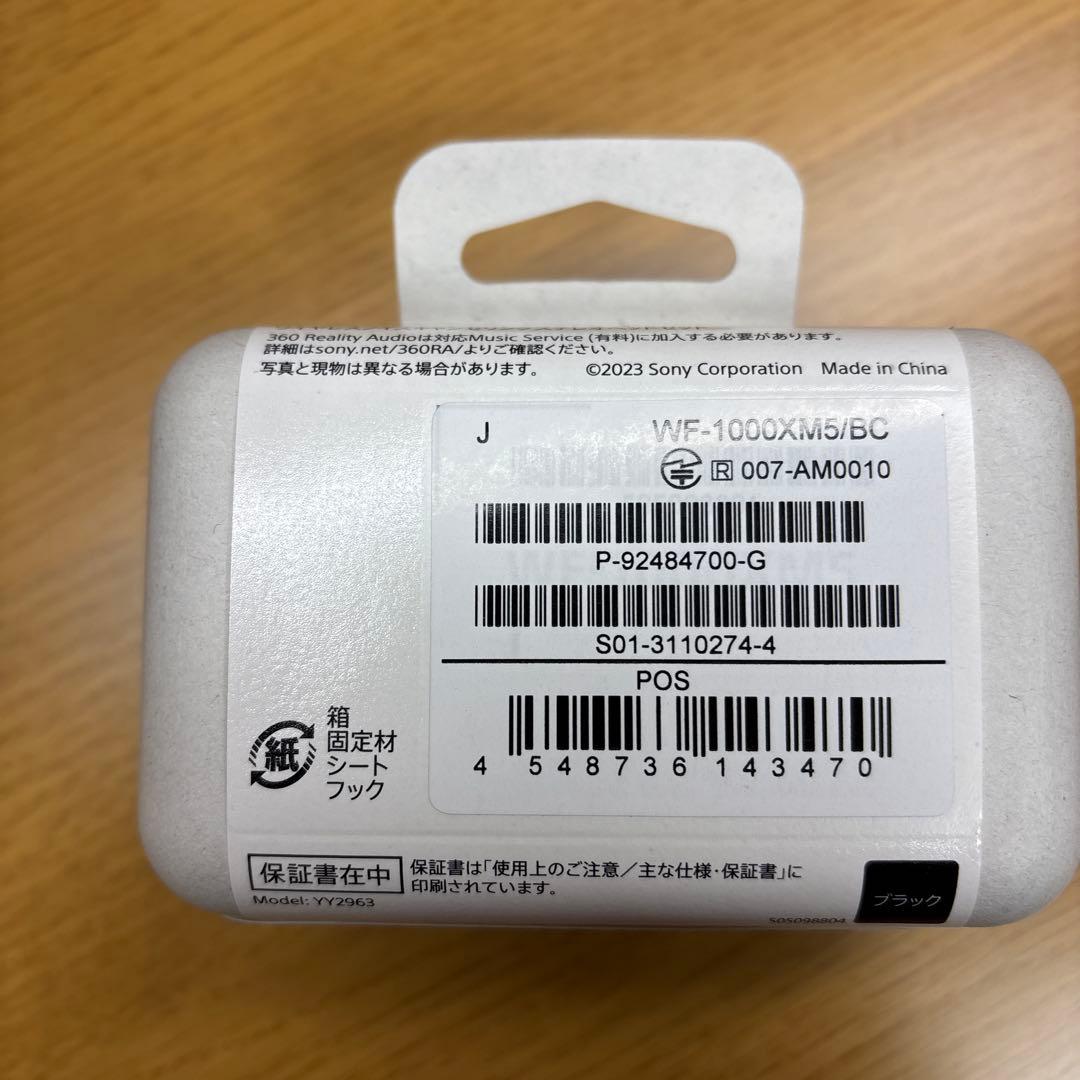 360 Reality Audioは対応Music Service (有料)に加入する必要があります。
詳細はsony.net/360RA/よりご確認ください。
写真と現物は異なる場合があります。 ©2023 Sony Corporation Made in China
J WF-1000XM5/BC
R 007-AM0010
P-92484700-G
S01-3110274-4
POS
4 548736 143470
紙
箱
固定材
シート
フック
保証書在中
保証書は「使用上のご注意/主な仕様・保証書」に
印刷されています。
Model: YY2963
S05098804
ブラック